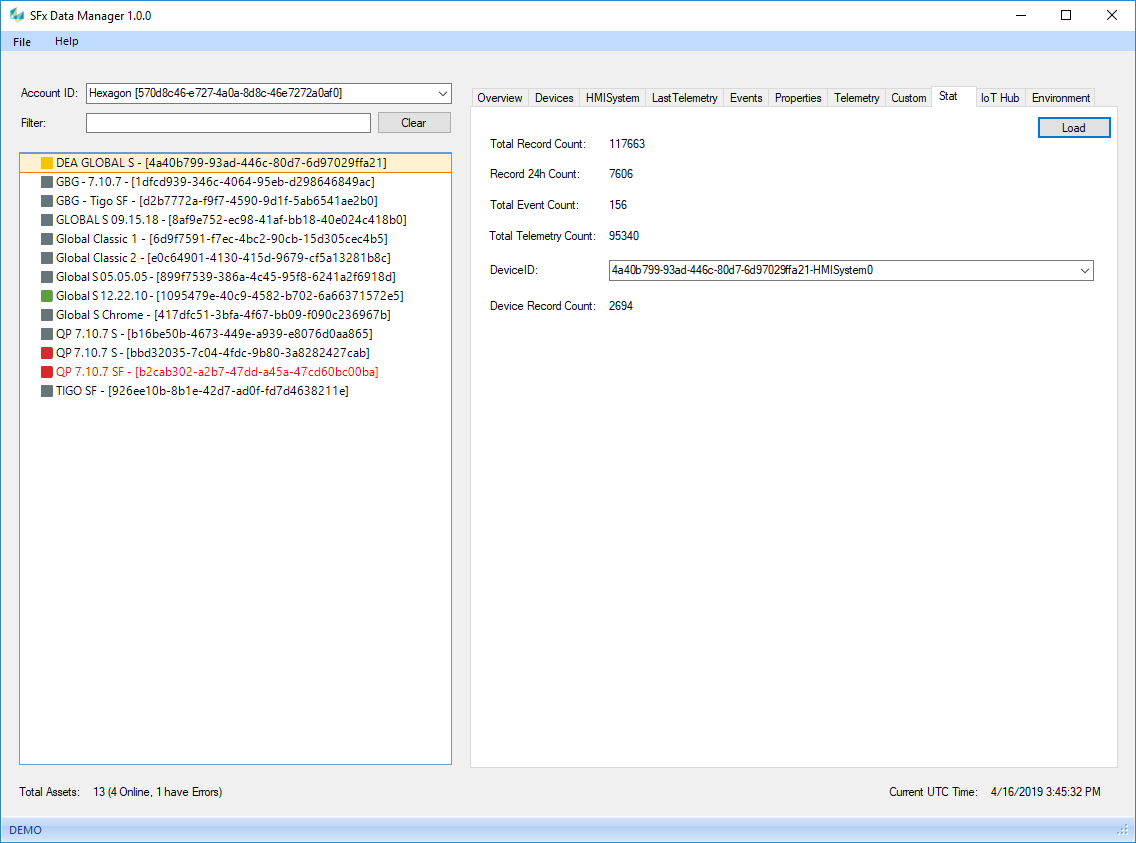 SFx Data Manager 1.0.0
File Help
Account ID: Hexagon [570d8c46-e727-4a0a-8d8c-46e7272a0af0]
Filter: Clear
DEA GLOBAL S - [4a40b799-93ad-446c-80d7-6d97029ffa21]
GBG - 7.10.7 - [1dfcd939-346c-4064-95eb-d298646849ac]
GBG - Tigo SF - [d2b7772a-f9f7-4590-9d1f-5ab6541ae2b0]
GLOBAL S 09.15.18 - [8af9e752-ec98-41af-bb18-40e024c418b0]
Global Classic 1 - [6d9f7591-f7ec-4bc2-90cb-15d305cec4b5]
Global Classic 2 - [e0c64901-4130-415d-9679-cf5a13281b8c]
Global S 05.05.05 - [899f7539-386a-4c45-95f8-6241a2f6918d]
Global S 12.22.10 - [1095479e-40c9-4582-b702-6a66371572e5]
Global S Chrome - [417dfc51-3bfa-4f67-bb09-f090c236967b]
QP 7.10.7 S - [b16be50b-4673-449e-a939-e8076d0aa865]
QP 7.10.7 S - [bbd32035-7c04-4fdc-9b80-3a8282427cab]
QP 7.10.7 SF - [b2cab302-a2b7-47dd-a45a-47cd60bc00ba]
TIGO SF - [926ee10b-8b1e-42d7-ad0f-fd7d4638211e]
Overview Devices HMISystem LastTelemetry Events Properties Telemetry Custom Stat IoT Hub Environment
Load
Total Record Count: 117663
Record 24h Count: 7606
Total Event Count: 156
Total Telemetry Count: 95340
DeviceID: 4a40b799-93ad-446c-80d7-6d97029ffa21-HMISystem0
Device Record Count: 2694
Total Assets: 13 (4 Online, 1 have Errors)
Current UTC Time: 4/16/2019 3:45:32 PM
DEMO